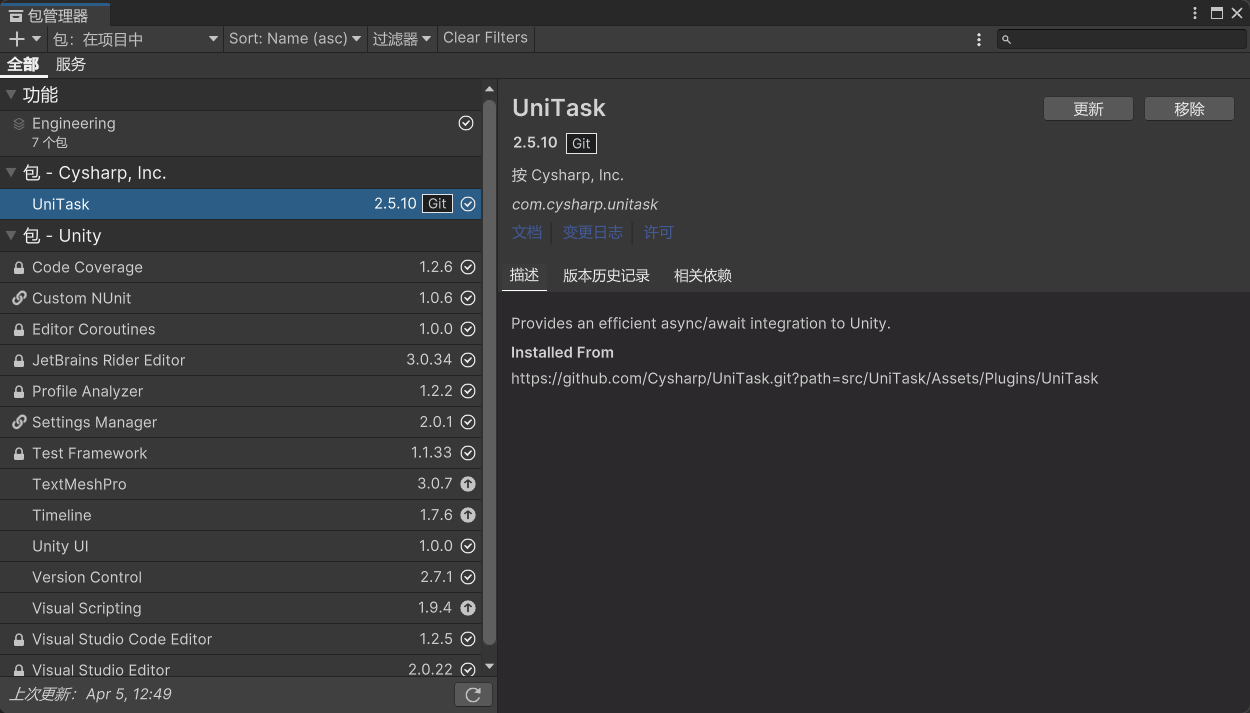 包管理器
包：在项目中
Sort: Name (asc)
过滤器
Clear Filters
全部
服务
功能
Engineering
7 个包
包 - Cysharp, Inc.
UniTask 2.5.10 Git
包 - Unity
Code Coverage 1.2.6
Custom NUnit 1.0.6
Editor Coroutines 1.0.0
JetBrains Rider Editor 3.0.34
Profile Analyzer 1.2.2
Settings Manager 2.0.1
Test Framework 1.1.33
TextMeshPro 3.0.7
Timeline 1.7.6
Unity UI 1.0.0
Version Control 2.7.1
Visual Scripting 1.9.4
Visual Studio Code Editor 1.2.5
Visual Studio Editor 2.0.22
上次更新：Apr 5, 12:49
UniTask
更新
移除
2.5.10 Git
按 Cysharp, Inc.
com.cysharp.unitask
文档
变更日志
许可
描述
版本历史记录
相关依赖
Provides an efficient async/await integration to Unity.
Installed From
https://github.com/Cysharp/UniTask.git?path=src/UniTask/Assets/Plugins/UniTask